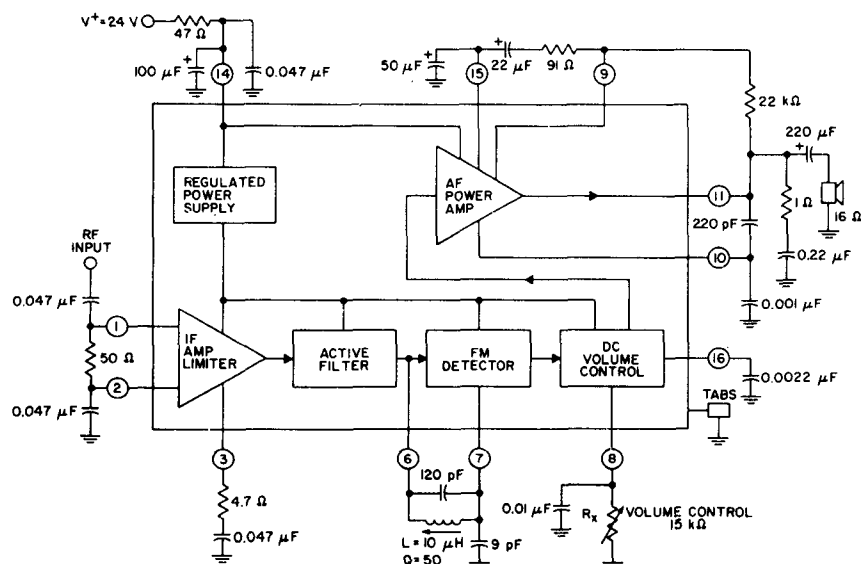 V+ = 24 V
47 Ω
100 µF
14
0.047 µF
50 µF
15
22 µF
91 Ω
9
22 kΩ
220 µF
REGULATED
POWER
SUPPLY
AF
POWER
AMP
11
1 Ω
16 Ω
220 pF
RF
INPUT
10
0.22 µF
0.047 µF
0.001 µF
1
50 Ω
2
IF
AMP
LIMITER
ACTIVE
FILTER
FM
DETECTOR
DC
VOLUME
CONTROL
16
0.0022 µF
0.047 µF
TABS
3
6
7
8
4.7 Ω
120 pF
0.01 µF
Rx
VOLUME CONTROL
15 kΩ
0.047 µF
L = 10 µH
Q = 50
9 pF